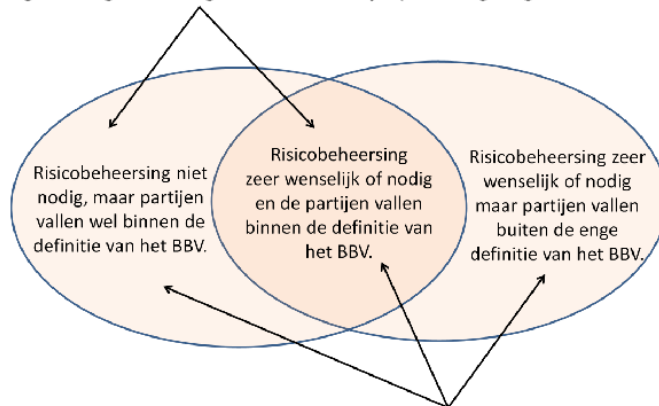 Risicobeheersing niet
nodig, maar partijen
vallen wel binnen de
definitie van het BBV.
Risicobeheersing
zeer wenselijk of nodig
en de partijen vallen
binnen de definitie van
het BBV.
Risicobeheersing zeer
wenselijk of nodig
maar partijen vallen
buiten de enge
definitie van het BBV.